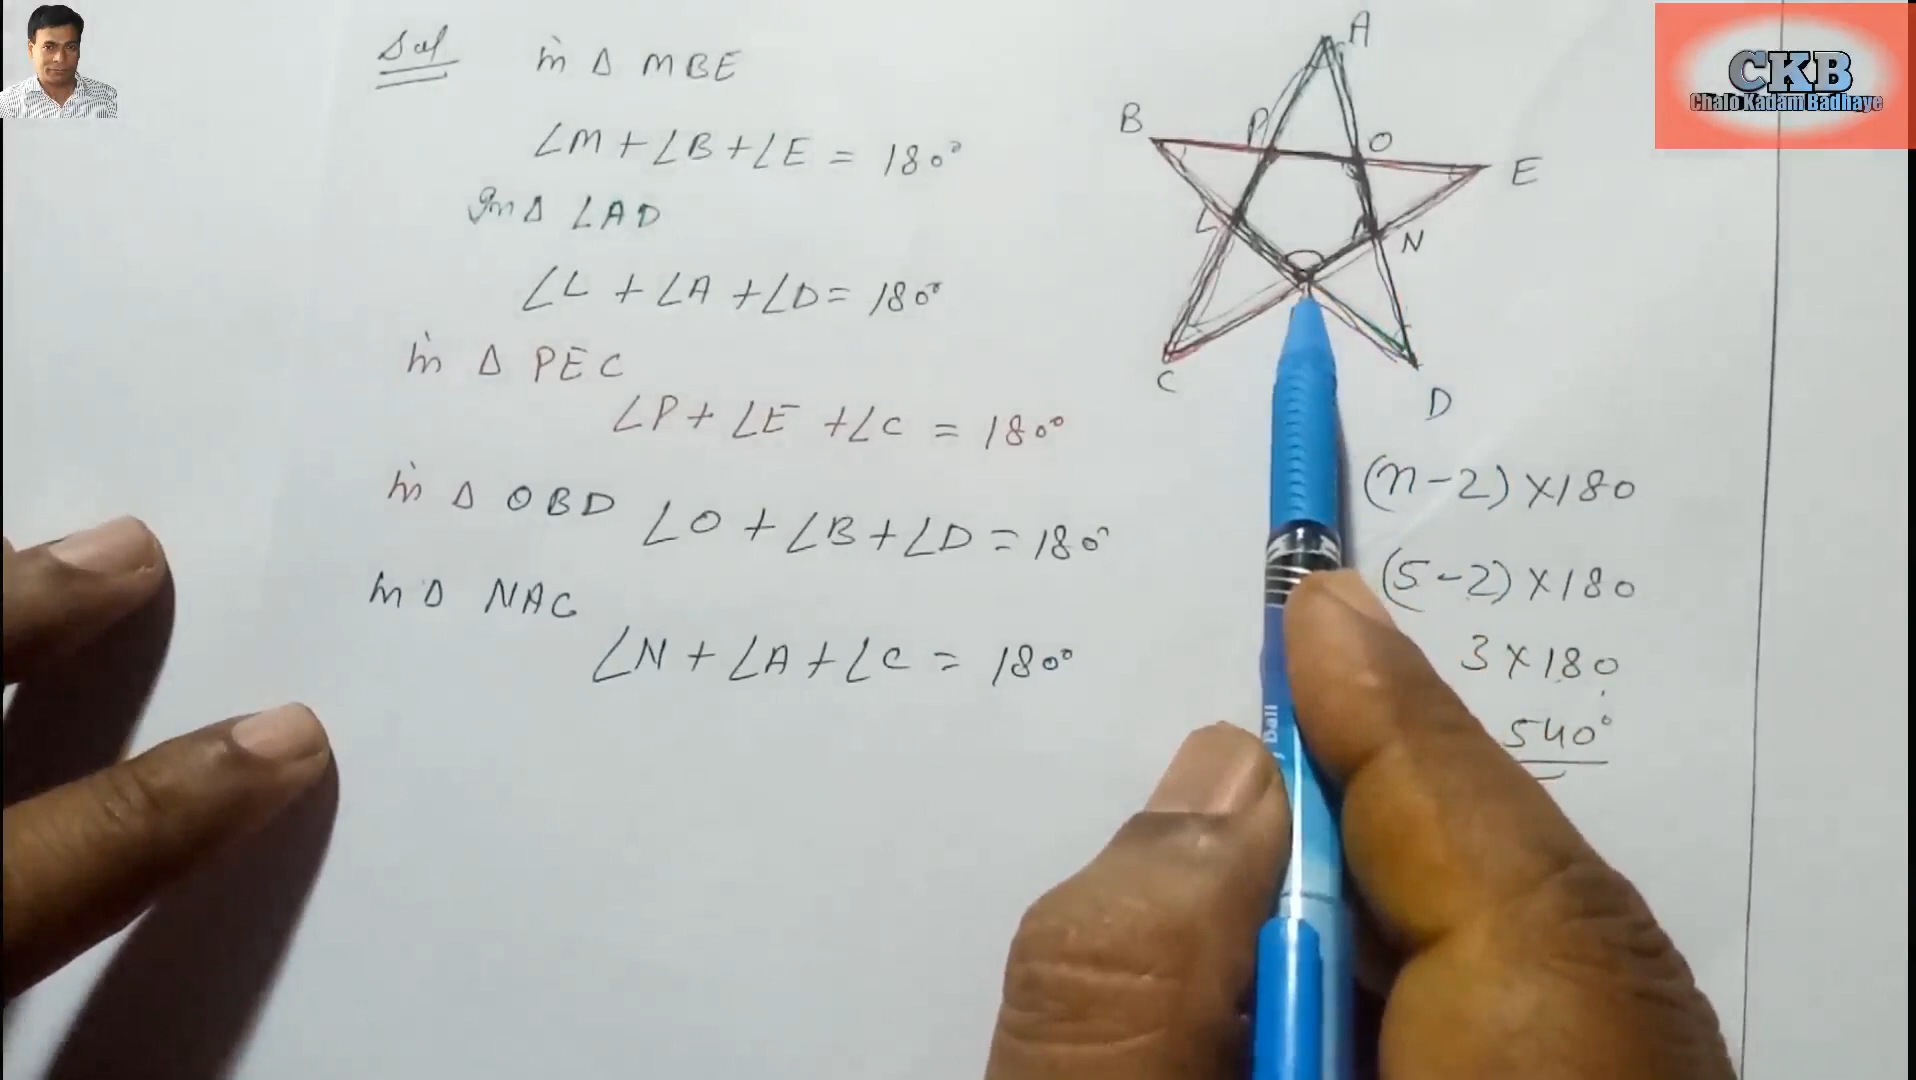 Sol in Δ MBE
∠M + ∠B + ∠E = 180°
In Δ LAD
∠L + ∠A + ∠D = 180°
in Δ PEC
∠P + ∠E + ∠C = 180°
in Δ OBD ∠O + ∠B + ∠D = 180°
In Δ NAC
∠N + ∠A + ∠C = 180°
A
B P O E
L N
C D
(n-2) × 180
(5-2) × 180
3 × 180
540°
CKB
Chalo Kadam Badhaye
ball